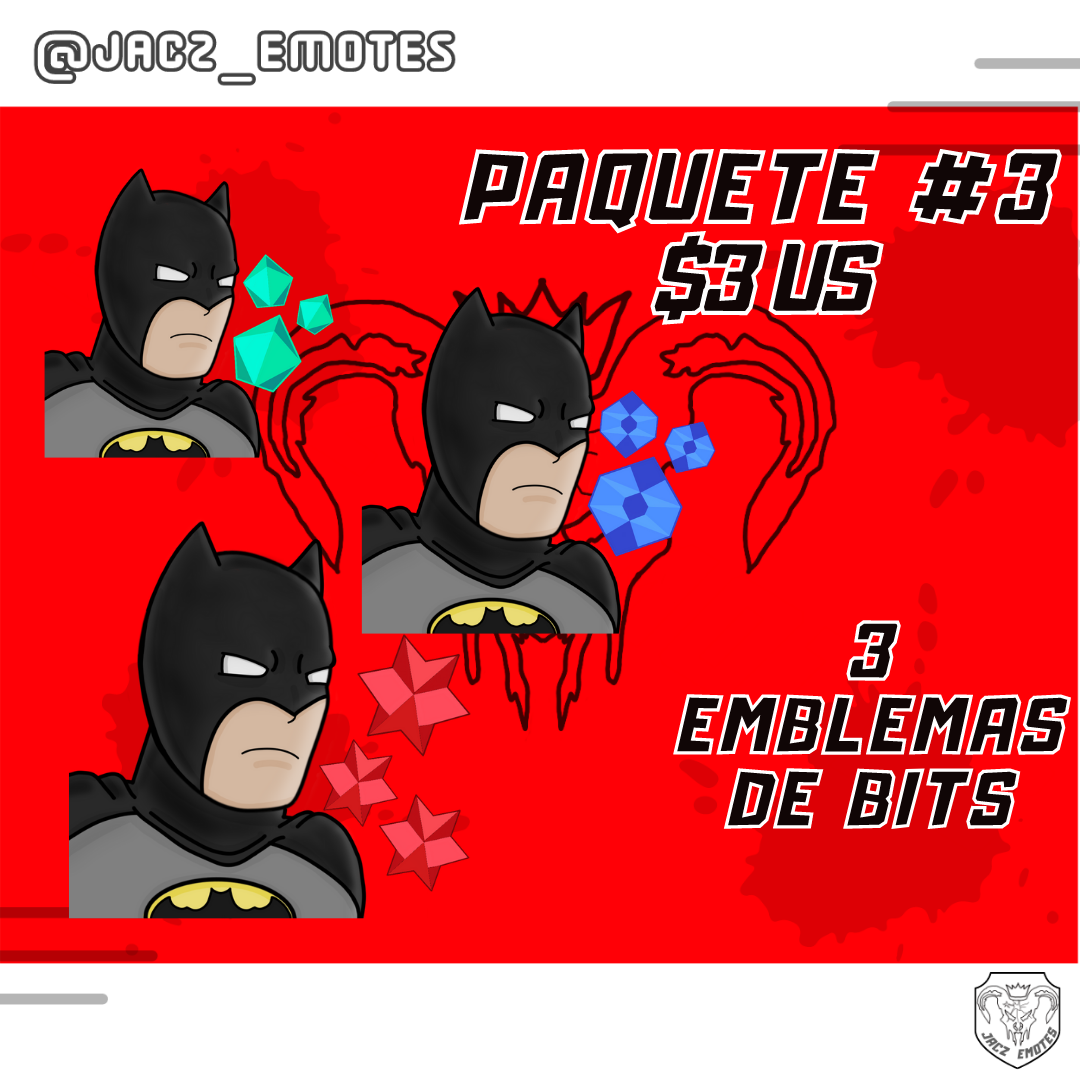 @JACZ_EMOTES
PAQUETE #3
$3 US
3
EMBLEMAS
DE BITS
JACZ EMOTES